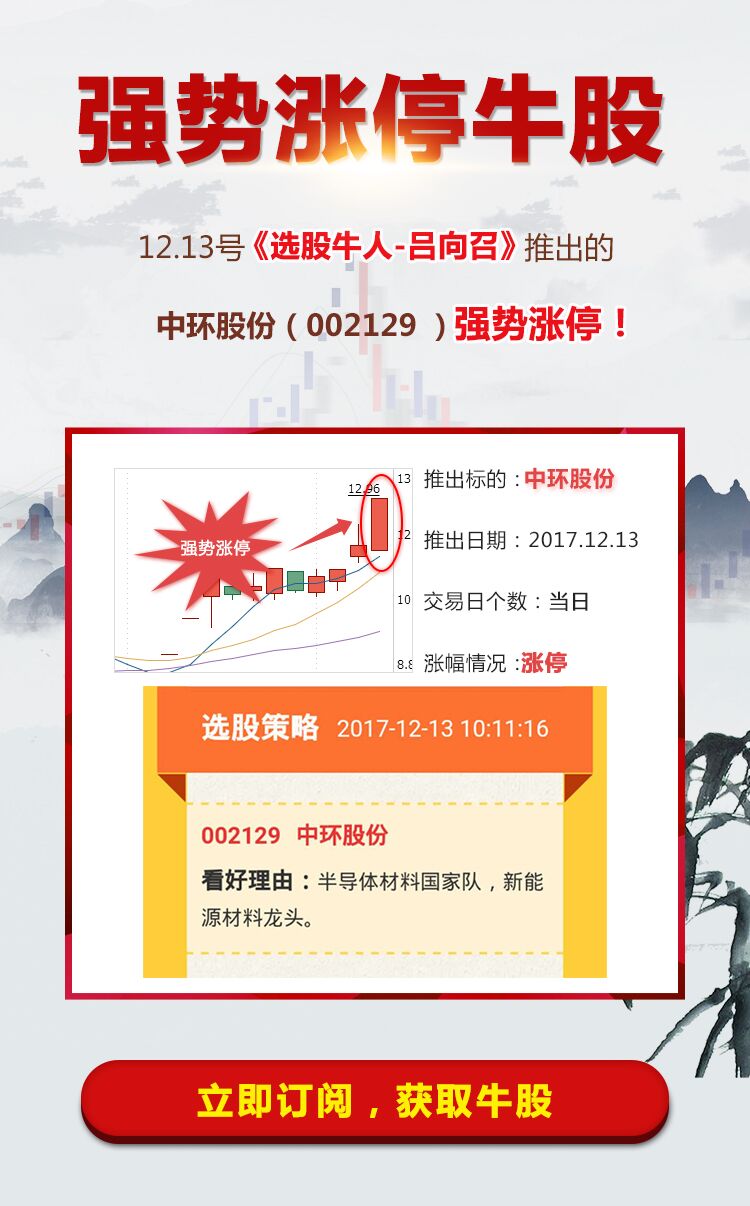 强势涨停牛股
12.13号《选股牛人-吕向召》推出的
中环股份（002129 ）强势涨停！
12.96
强势涨停
13
12
10
8.8
推出标的：中环股份
推出日期：2017.12.13
交易日个数：当日
涨幅情况：涨停
选股策略 2017-12-13 10:11:16
002129 中环股份
看好理由：半导体材料国家队，新能
源材料龙头。
立即订阅，获取牛股